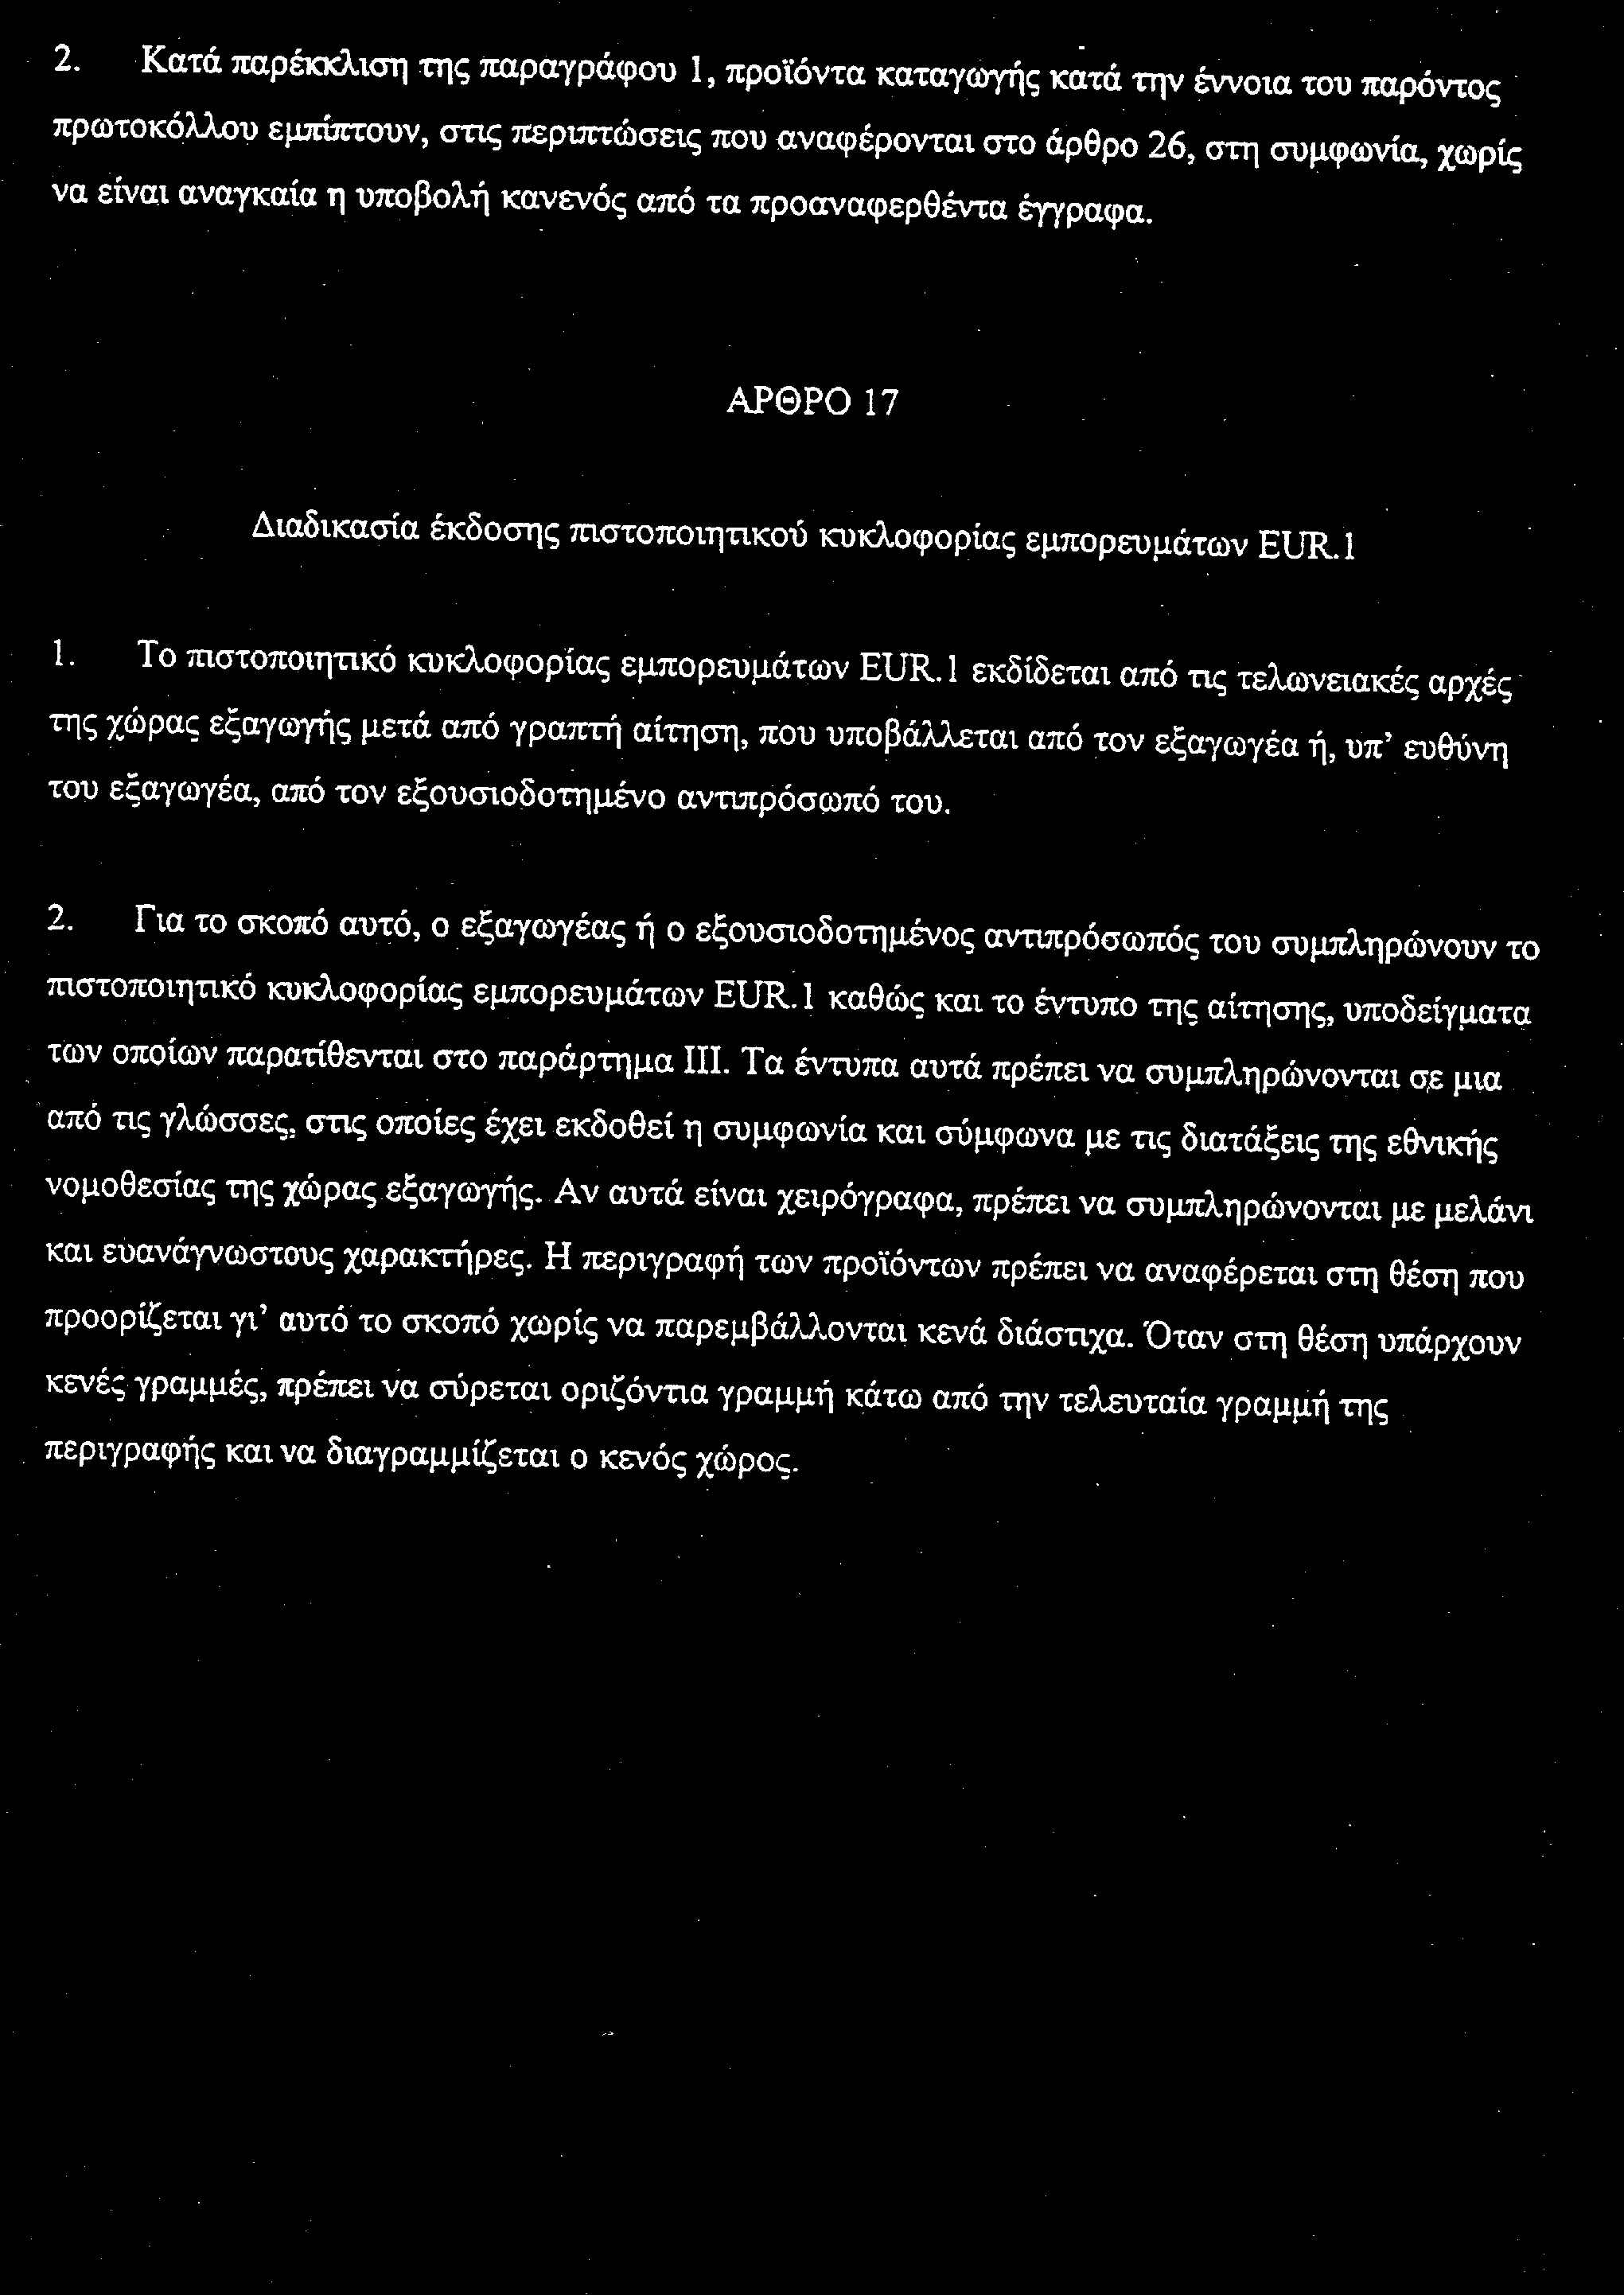 2. Κατά παρέκκλιση της παραγράφου 1, προϊόντα καταγωγής κατά την έννοια του παρόντος
πρωτοκόλλου εμπίπτουν, στις περιπτώσεις που αναφέρονται στο άρθρο 26, στη συμφωνία, χωρίς
να είναι αναγκαία η υποβολή κανενός από τα προαναφερθέντα έγγραφα.
ΑΡΘΡΟ 17
Διαδικασία έκδοσης πιστοποιητικού κυκλοφορίας εμπορευμάτων EUR.1
1. Το πιστοποιητικό κυκλοφορίας εμπορευμάτων EUR.1 εκδίδεται από τις τελωνειακές αρχές
της χώρας εξαγωγής μετά από γραπτή αίτηση, που υποβάλλεται από τον εξαγωγέα ή, υπ’ ευθύνη
του εξαγωγέα, από τον εξουσιοδοτημένο αντιπρόσωπό του.
2. Για το σκοπό αυτό, ο εξαγωγέας ή ο εξουσιοδοτημένος αντιπρόσωπός του συμπληρώνουν το
πιστοποιητικό κυκλοφορίας εμπορευμάτων EUR.1 καθώς και το έντυπο της αίτησης, υποδείγματα
των οποίων παρατίθενται στο παράρτημα III. Τα έντυπα αυτά πρέπει να συμπληρώνονται σε μια
από τις γλώσσες, στις οποίες έχει εκδοθεί η συμφωνία και σύμφωνα με τις διατάξεις της εθνικής
νομοθεσίας της χώρας εξαγωγής. Αν αυτά είναι χειρόγραφα, πρέπει να συμπληρώνονται με μελάνι
και ευανάγνωστους χαρακτήρες. Η περιγραφή των προϊόντων πρέπει να αναφέρεται στη θέση που
προορίζεται γι’ αυτό το σκοπό χωρίς να παρεμβάλλονται κενά διάστιχα. Όταν στη θέση υπάρχουν
κενές γραμμές, πρέπει να σύρεται οριζόντια γραμμή κάτω από την τελευταία γραμμή της
περιγραφής και να διαγραμμίζεται ο κενός χώρος.